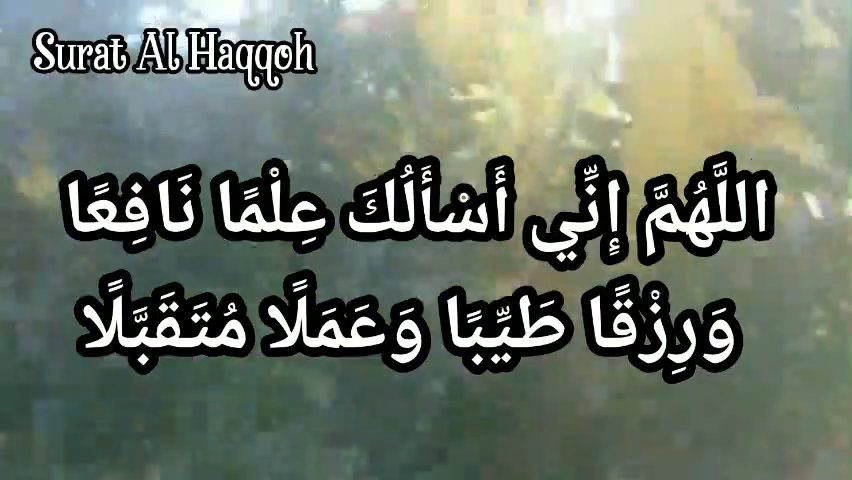 Surat Al Haqqoh
اللَّهُمَّ إِنِّي أَسْأَلُكَ عِلْمًا نَافِعًا
وَرِزْقًا طَيِّبًا وَعَمَلًا مُتَقَبَّلًا